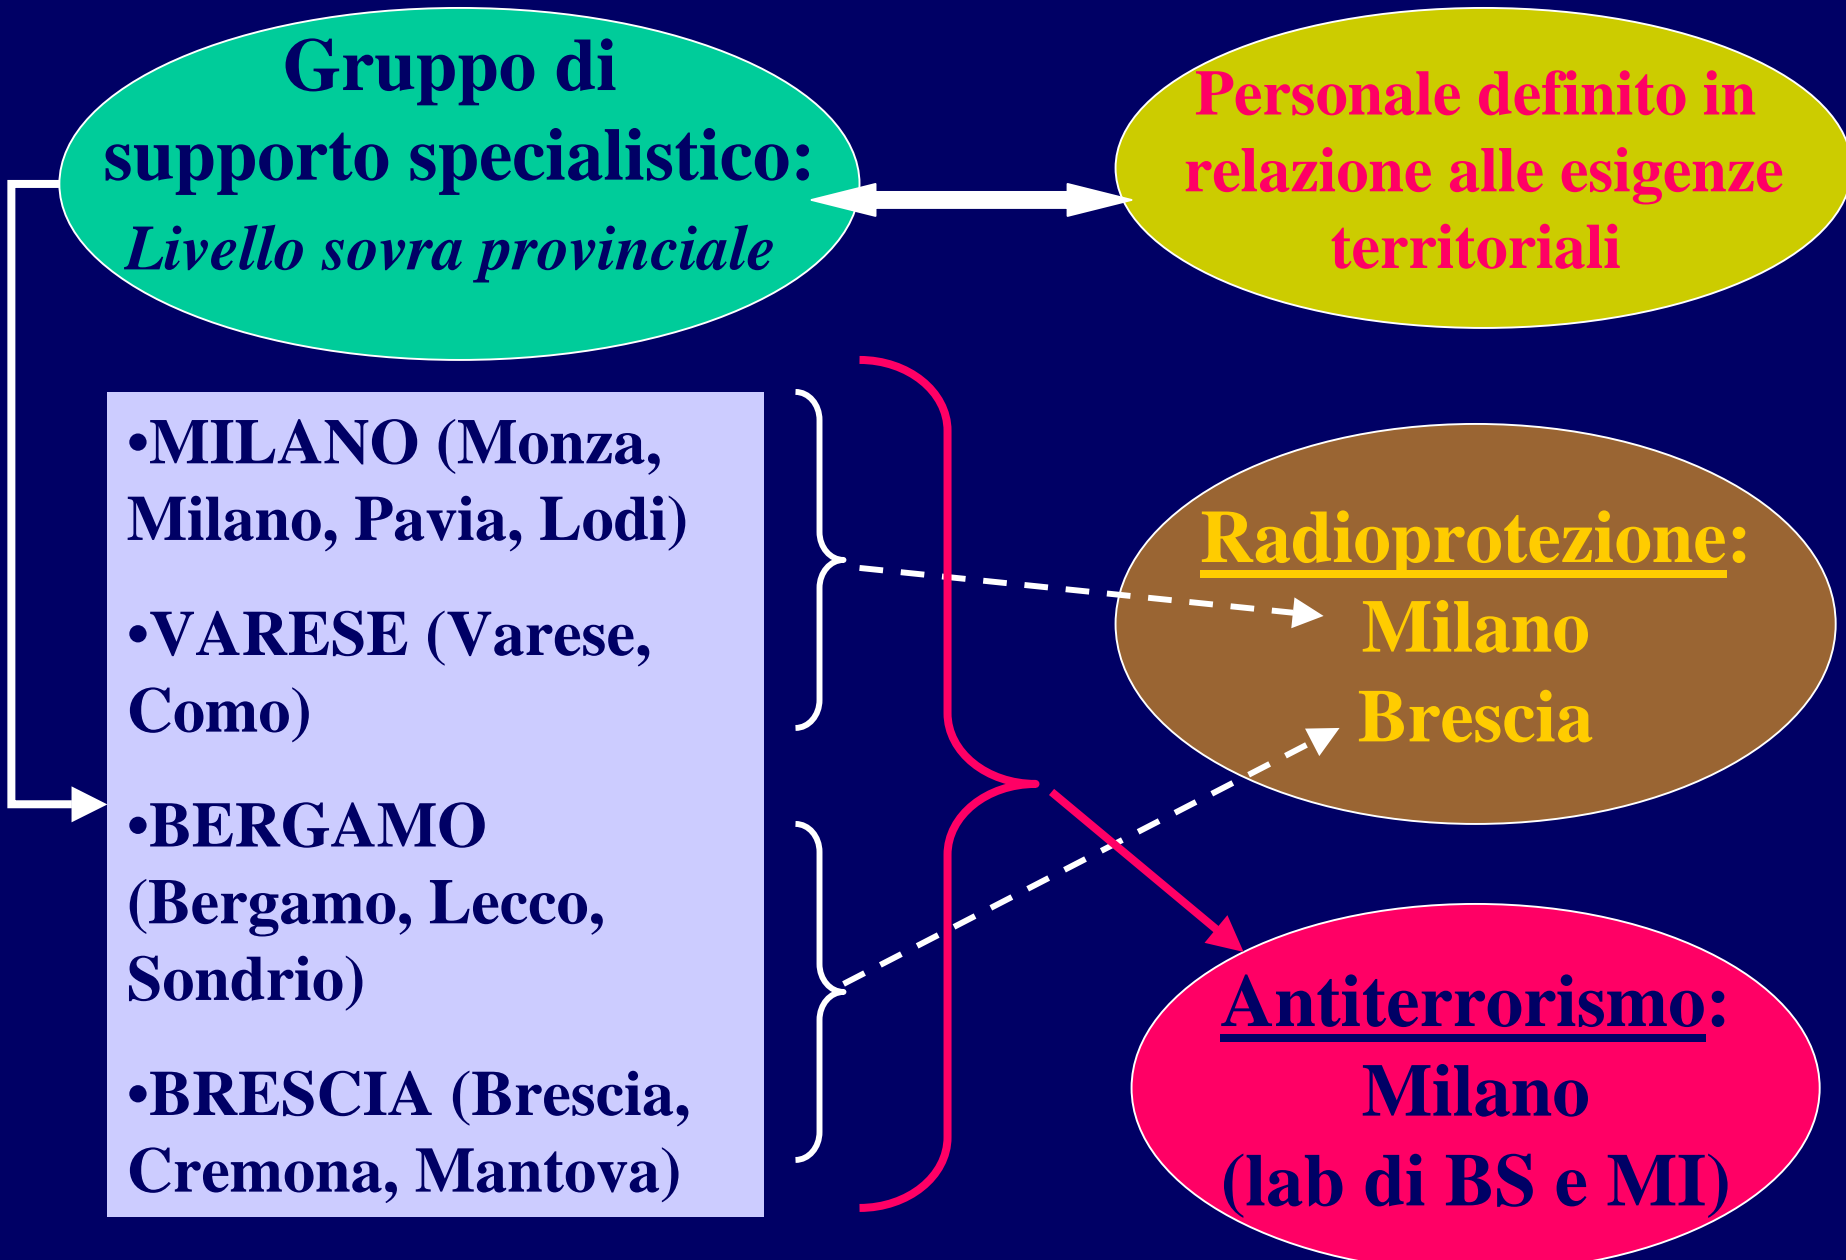 Gruppo di
supporto specialistico:
Livello sovra provinciale
Personale definito in
relazione alle esigenze
territoriali
•MILANO (Monza,
Milano, Pavia, Lodi)
•VARESE (Varese,
Como)
•BERGAMO
(Bergamo, Lecco,
Sondrio)
•BRESCIA (Brescia,
Cremona, Mantova)
Radioprotezione:
Milano
Brescia
Antiterrorismo:
Milano
(lab di BS e MI)